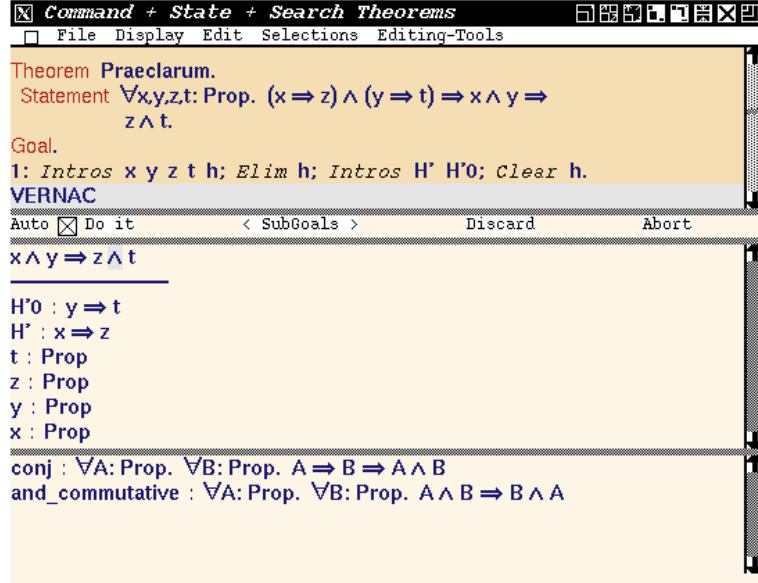 Command + State + Search Theorems
File Display Edit Selections Editing-Tools
Theorem Praeclarum.
Statement ∀x,y,z,t: Prop. (x ⇒ z) ∧ (y ⇒ t) ⇒ x ∧ y ⇒
z ∧ t.
Goal.
1: Intros x y z t h; Elim h; Intros H' H'0; Clear h.
VERNAC
Auto Do it < SubGoals > Discard Abort
x ∧ y ⇒ z ∧ t
H'0 : y ⇒ t
H' : x ⇒ z
t : Prop
z : Prop
y : Prop
x : Prop
conj : ∀A: Prop. ∀B: Prop. A ⇒ B ⇒ A ∧ B
and_commutative : ∀A: Prop. ∀B: Prop. A ∧ B ⇒ B ∧ A